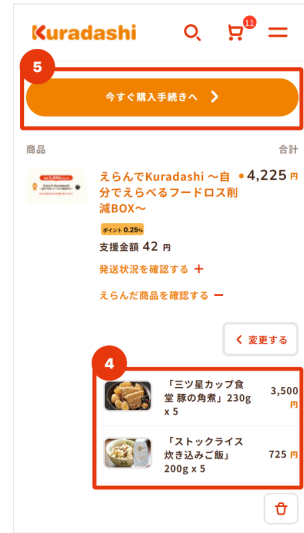 Kuradashi
11
5
今すぐ購入手続きへ
商品 合計
えらんでKuradashi ～自
分でえらべるフードロス削
減BOX～
4,225 円
ポイント 0.25%
支援金額 42 円
発送状況を確認する +
えらんだ商品を確認する −
変更する
4
「三ツ星カップ食
堂 豚の角煮」230g
x 5
3,500
円
「ストックライス
炊き込みご飯」
200g x 5
725 円